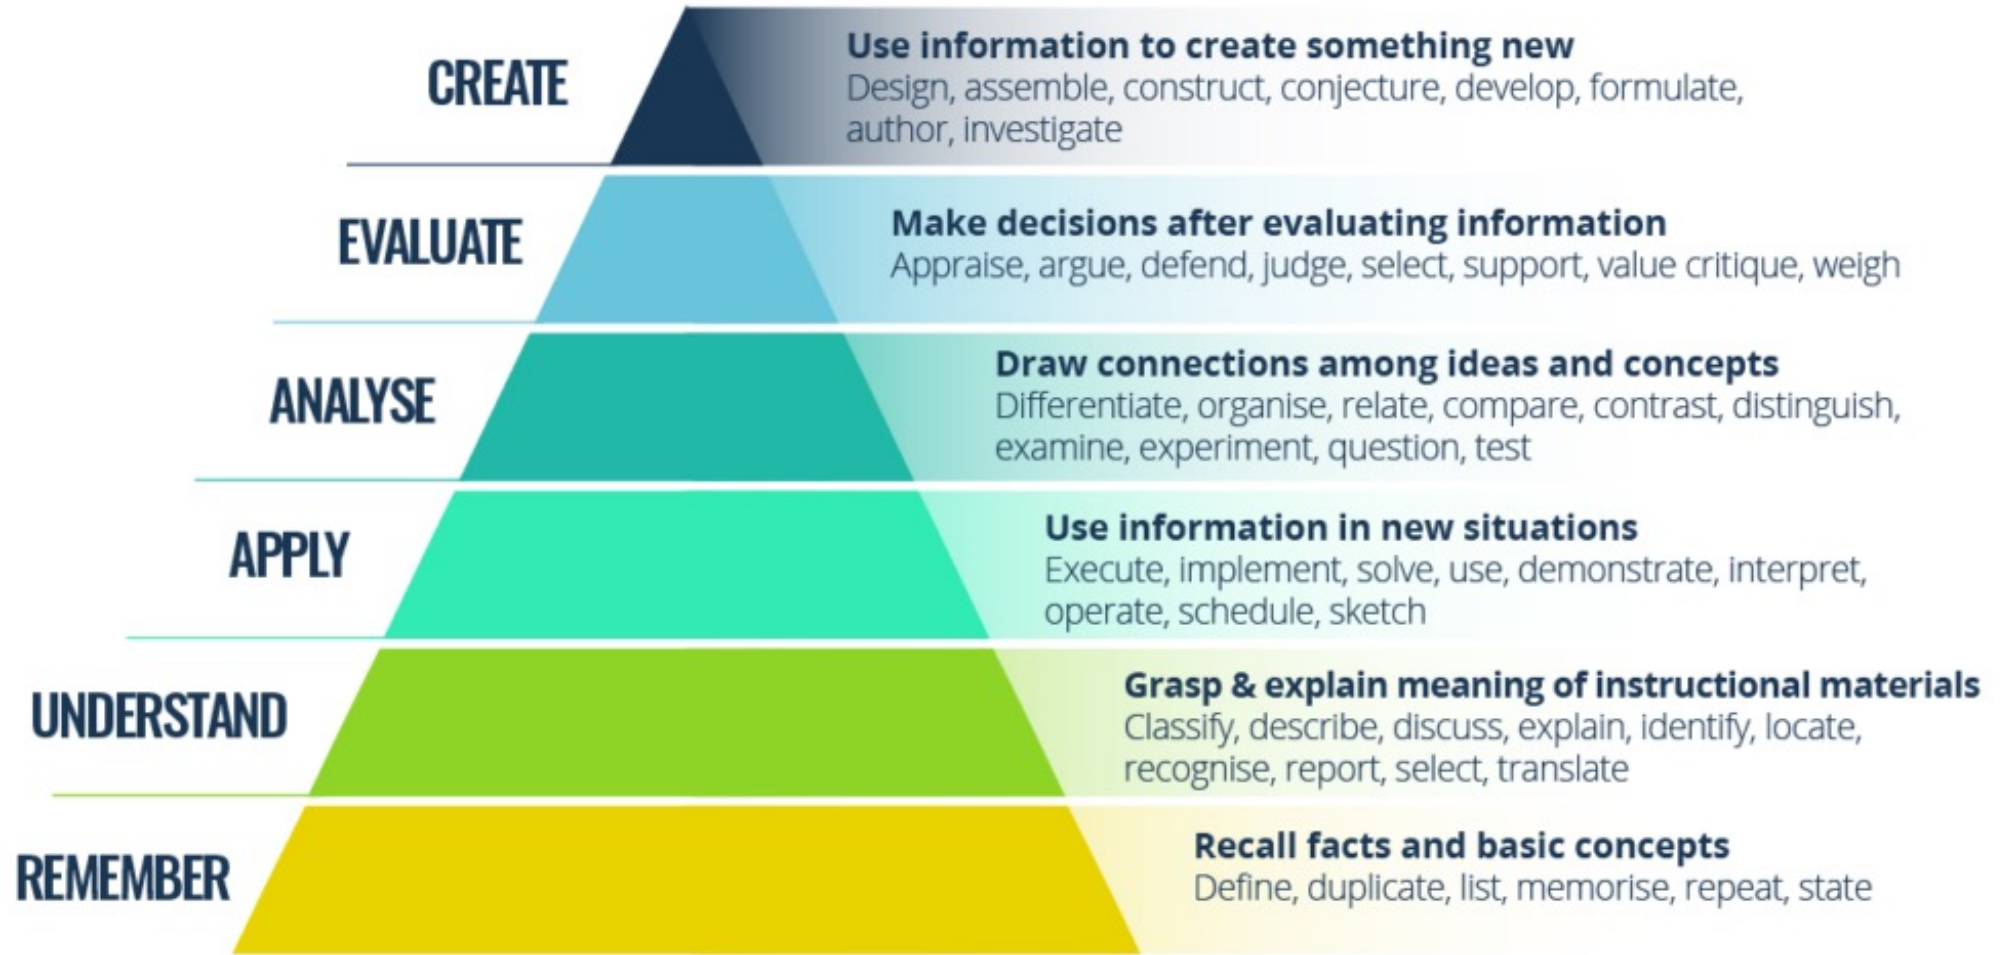 CREATE
Use information to create something new
Design, assemble, construct, conjecture, develop, formulate,
author, investigate
EVALUATE
Make decisions after evaluating information
Appraise, argue, defend, judge, select, support, value critique, weigh
ANALYSE
Draw connections among ideas and concepts
Differentiate, organise, relate, compare, contrast, distinguish,
examine, experiment, question, test
APPLY
Use information in new situations
Execute, implement, solve, use, demonstrate, interpret,
operate, schedule, sketch
UNDERSTAND
Grasp & explain meaning of instructional materials
Classify, describe, discuss, explain, identify, locate,
recognise, report, select, translate
REMEMBER
Recall facts and basic concepts
Define, duplicate, list, memorise, repeat, state